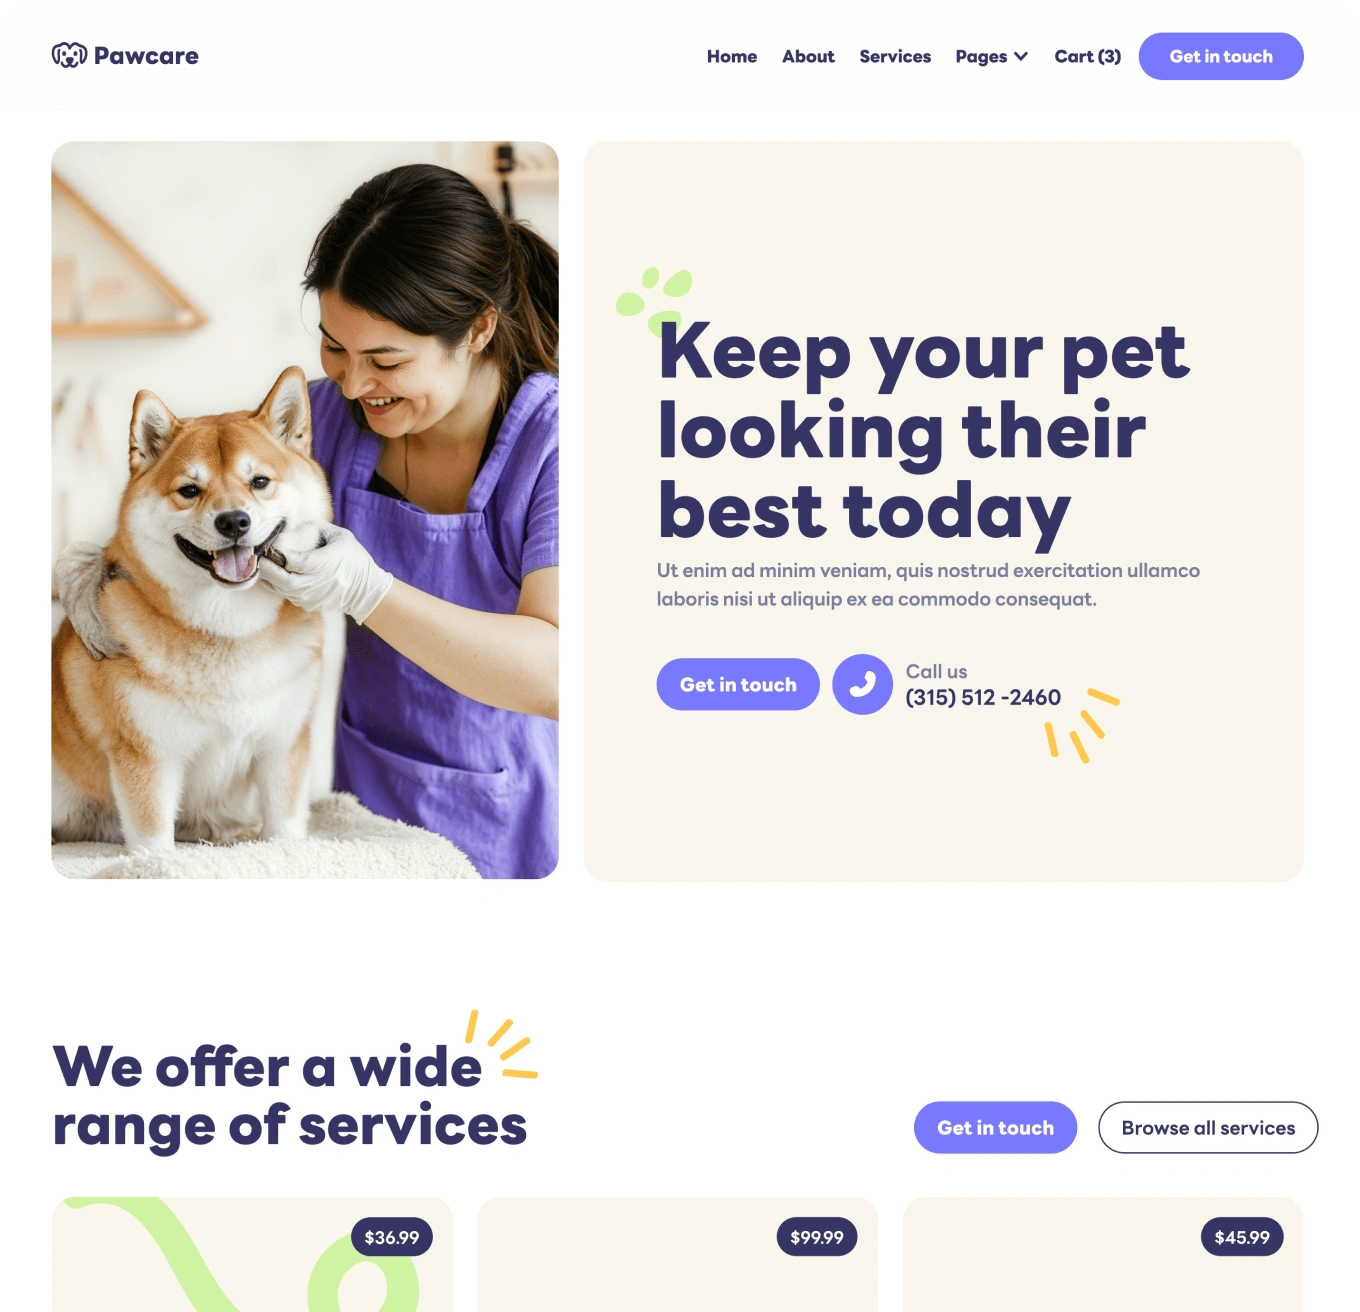 Pawcare
Home About Services Pages Cart (3) Get in touch
Keep your pet
looking their
best today
Ut enim ad minim veniam, quis nostrud exercitation ullamco
laboris nisi ut aliquip ex ea commodo consequat.
Get in touch
Call us
(315) 512 -2460
We offer a wide
range of services
Get in touch
Browse all services
$36.99
$99.99
$45.99